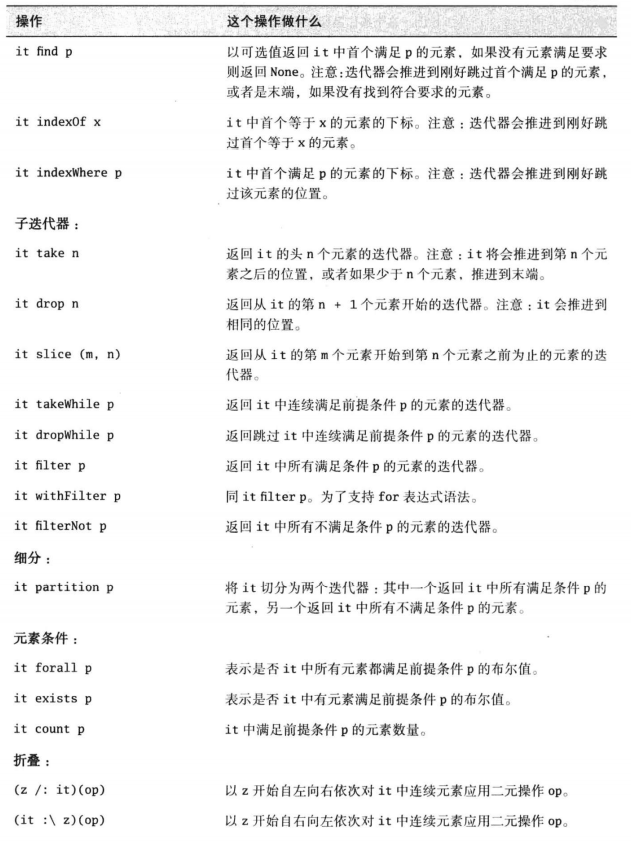 操作 这个操作做什么
it find p 以可选值返回 it 中首个满足 p 的元素，如果没有元素满足要求
则返回 None。注意：迭代器会推进到刚好跳过首个满足 p 的元素，
或者是末端，如果没有找到符合要求的元素。
it indexOf x it 中首个等于 x 的元素的下标。注意：迭代器会推进到刚好跳
过首个等于 x 的元素。
it indexWhere p it 中首个满足 p 的元素的下标。注意：迭代器会推进到刚好跳
过该元素的位置。
子迭代器：
it take n 返回 it 的头 n 个元素的迭代器。注意：it 将会推进到第 n 个元
素之后的位置，或者如果少于 n 个元素，推进到末端。
it drop n 返回从 it 的第 n + 1 个元素开始的迭代器。注意：it 会推进到
相同的位置。
it slice (m, n) 返回从 it 的第 m 个元素开始到第 n 个元素之前为止的元素的迭
代器。
it takeWhile p 返回 it 中连续满足前提条件 p 的元素的迭代器。
it dropWhile p 返回跳过 it 中连续满足前提条件 p 的元素的迭代器。
it filter p 返回 it 中所有满足条件 p 的元素的迭代器。
it withFilter p 同 it filter p。为了支持 for 表达式语法。
it filterNot p 返回 it 中所有不满足条件 p 的元素的迭代器。
细分：
it partition p 将 it 切分为两个迭代器：其中一个返回 it 中所有满足条件 p 的
元素，另一个返回 it 中所有不满足条件 p 的元素。
元素条件：
it forall p 表示是否 it 中所有元素都满足前提条件 p 的布尔值。
it exists p 表示是否 it 中有元素满足前提条件 p 的布尔值。
it count p it 中满足前提条件 p 的元素数量。
折叠：
(z /: it)(op) 以 z 开始自左向右依次对 it 中连续元素应用二元操作 op。
(it :\ z)(op) 以 z 开始自右向左依次对 it 中连续元素应用二元操作 op。